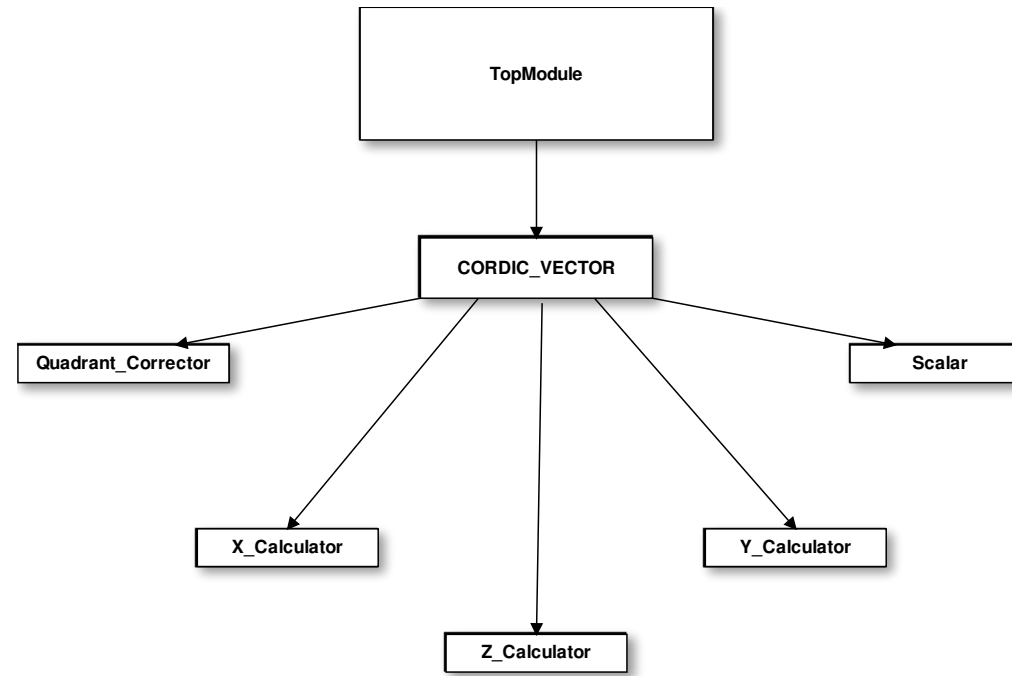 TopModule
CORDIC_VECTOR
Quadrant_Corrector
Scalar
X_Calculator
Y_Calculator
Z_Calculator